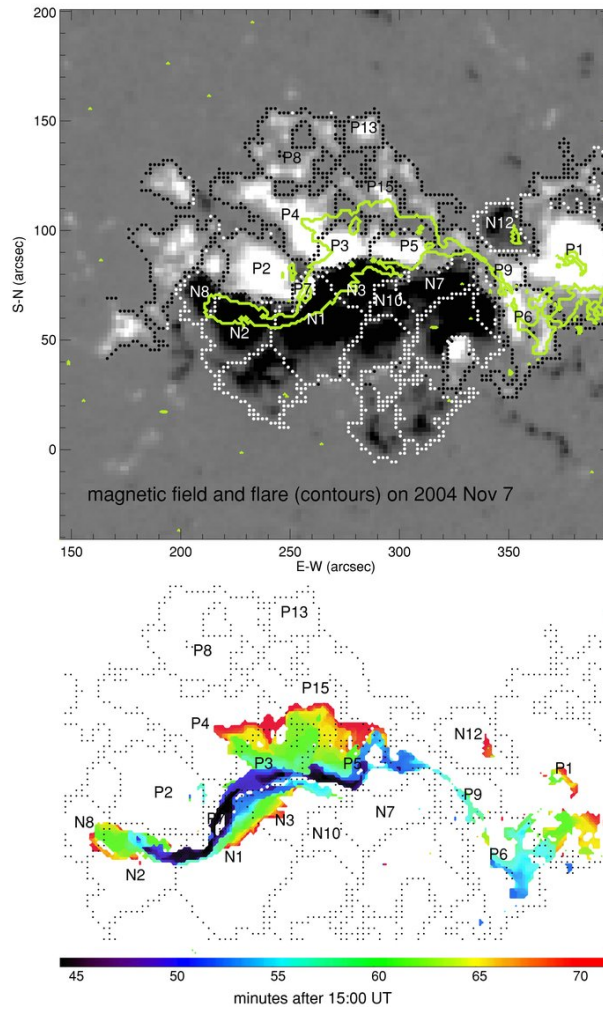 200
150
P13
P8
P15
P4
N12
100
P3
P5
P1
P2
P9
N8
P7
N3
N7
N10
N1
P6
N2
50
0
S-N (arcsec)
magnetic field and flare (contours) on 2004 Nov 7
150 200 250 300 350
E-W (arcsec)
P13
P8
P15
P4
N12
P3
P5
P1
P2
P9
N8
N3
N7
N10
N1
P6
N2
45 50 55 60 65 70
minutes after 15:00 UT